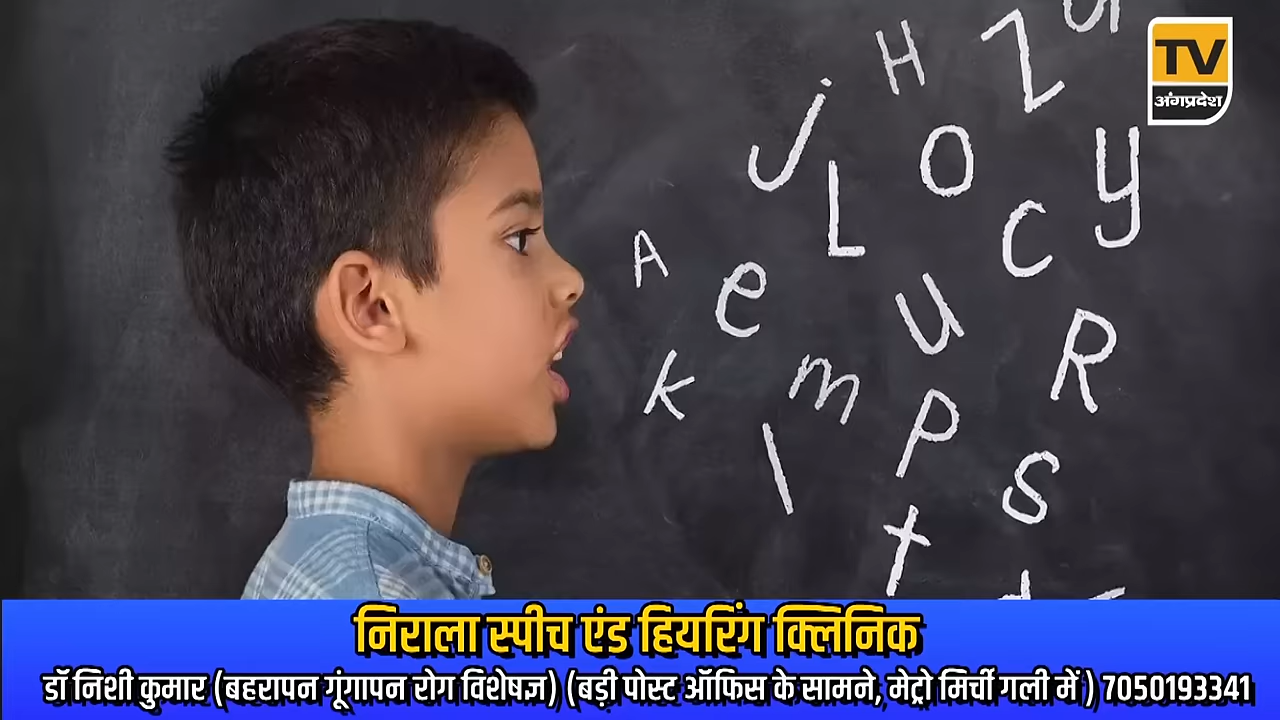 H
Z
TV
अंगप्रदेश
j
L
O
y
C
A
e
u
k
m
R
P
l
S
t
निराला स्पीच एंड हियरिंग क्लिनिक
डॉ निशी कुमार (बहरापन गूंगापन रोग विशेषज्ञ) (बड़ी पोस्ट ऑफिस के सामने, मेट्रो मिर्ची गली में ) 7050193341